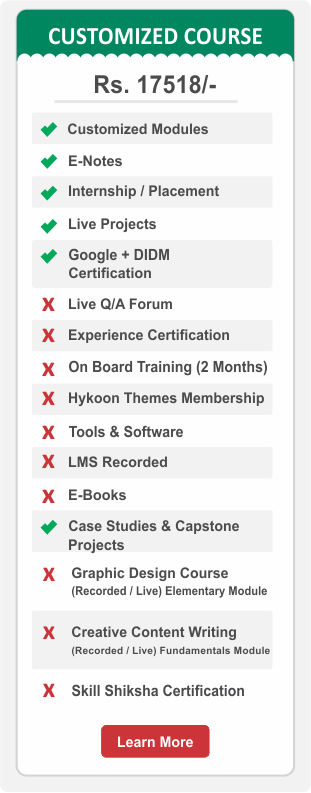 CUSTOMIZED COURSE
Rs. 17518/-
Customized Modules
E-Notes
Internship / Placement
Live Projects
Google + DIDM
Certification
Live Q/A Forum
Experience Certification
On Board Training (2 Months)
Hykoon Themes Membership
Tools & Software
LMS Recorded
E-Books
Case Studies & Capstone
Projects
Graphic Design Course
(Recorded / Live) Elementary Module
Creative Content Writing
(Recorded / Live) Fundamentals Module
Skill Shiksha Certification
Learn More